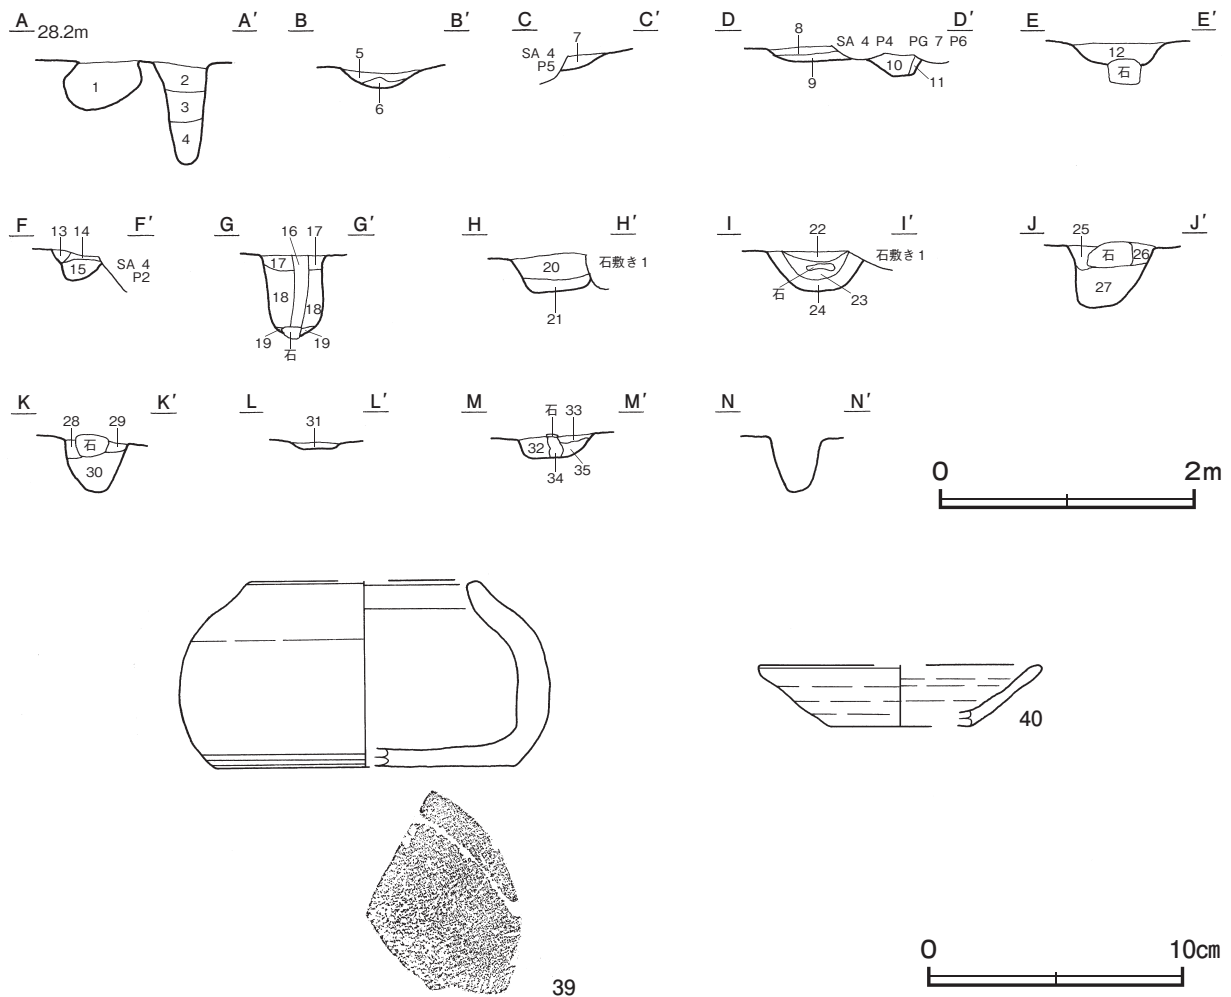 A 28.2m A′ B B′ C C′ D D′ E E′
1 2 3 4
5 6
SA 4 P5 7
8 9 SA 4 P4 PG 7 P6 10 11
12 石
F F′ G G′ H H′ I I′ J J′
13 14 15 SA 4 P2
16 17 17 18 18 19 石 19
20 21 石敷き1
22 石 23 24 石敷き1
25 石 26 27
K K′ L L′ M M′ N N′
28 石 29 30
31
石 33 32 34 35
0 2m
40
39
0 10cm